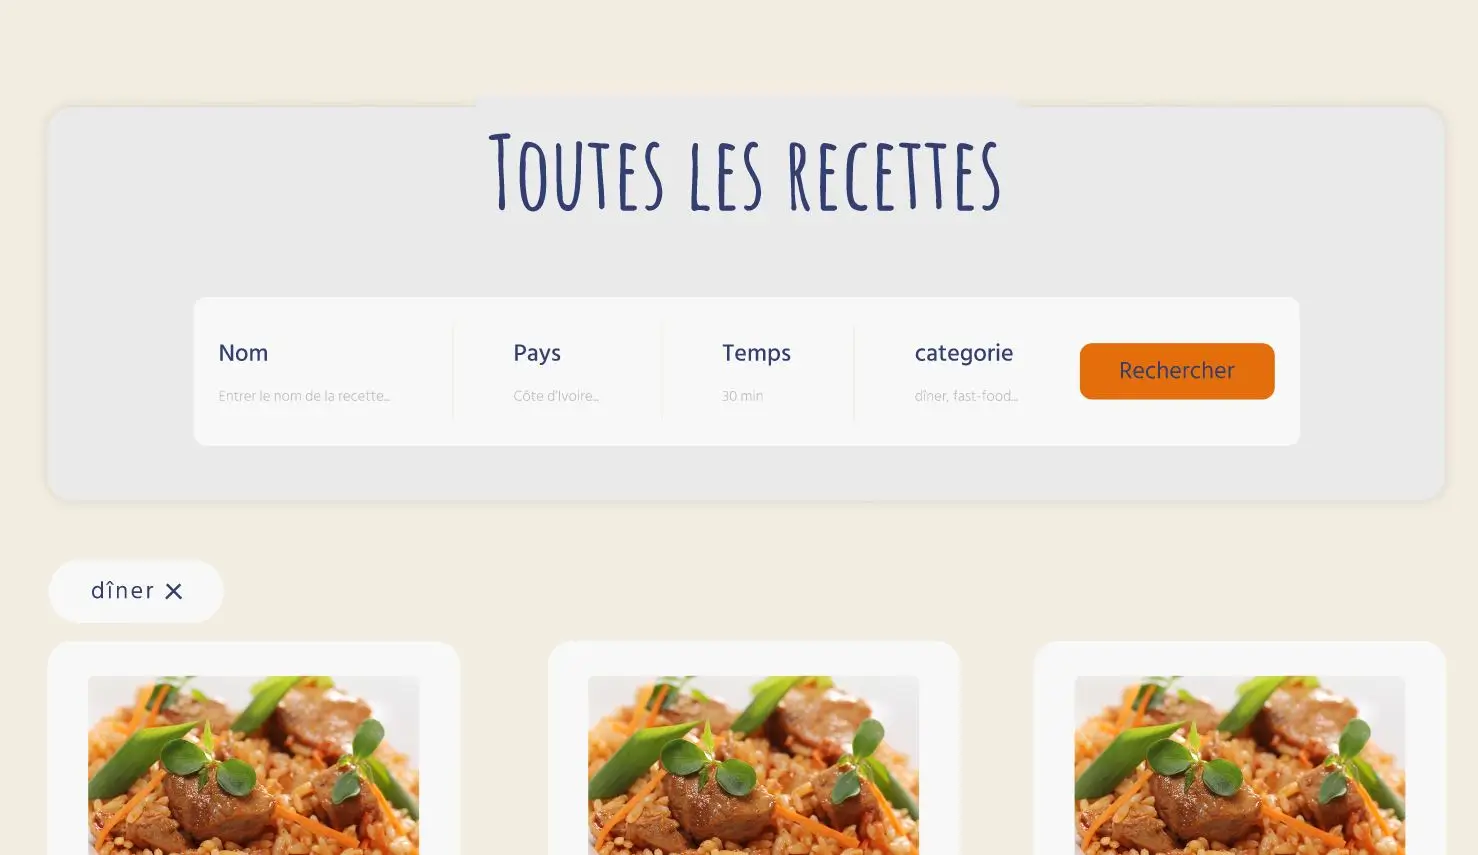 Toutes les recettes
Nom
Pays
Temps
categorie
Rechercher
Entrer le nom de la recette...
Côte d'Ivoire...
30 min
dîner, fast-food...
dîner ✕